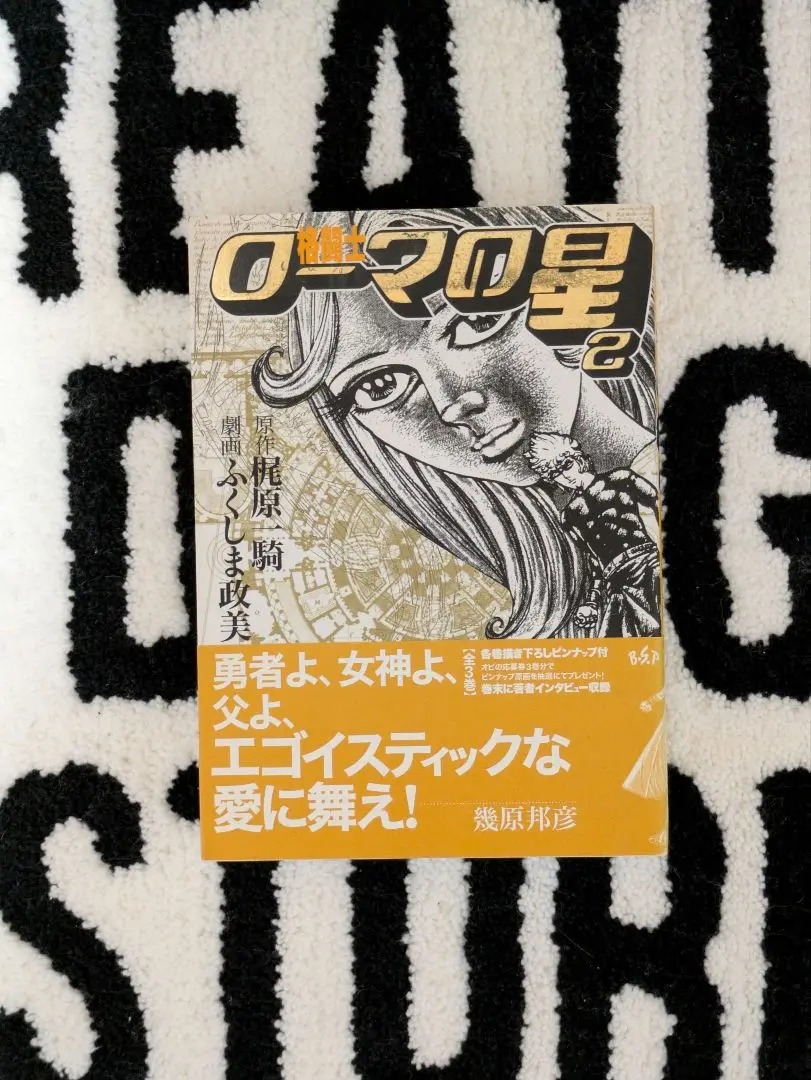 REATI
格闘士
ローマの星
2
原作 梶原一騎
劇画 ふくしま政美
D G
勇者よ、女神よ、
父よ、
エゴイスティックな
愛に舞え!
幾原邦彦
【全3巻】
各巻描き下ろしピンナップ付
オビの応募券3巻分で
ピンナップ原画を抽選にてプレゼント!
巻末に著者インタビュー収録
B.S.P
STUDI